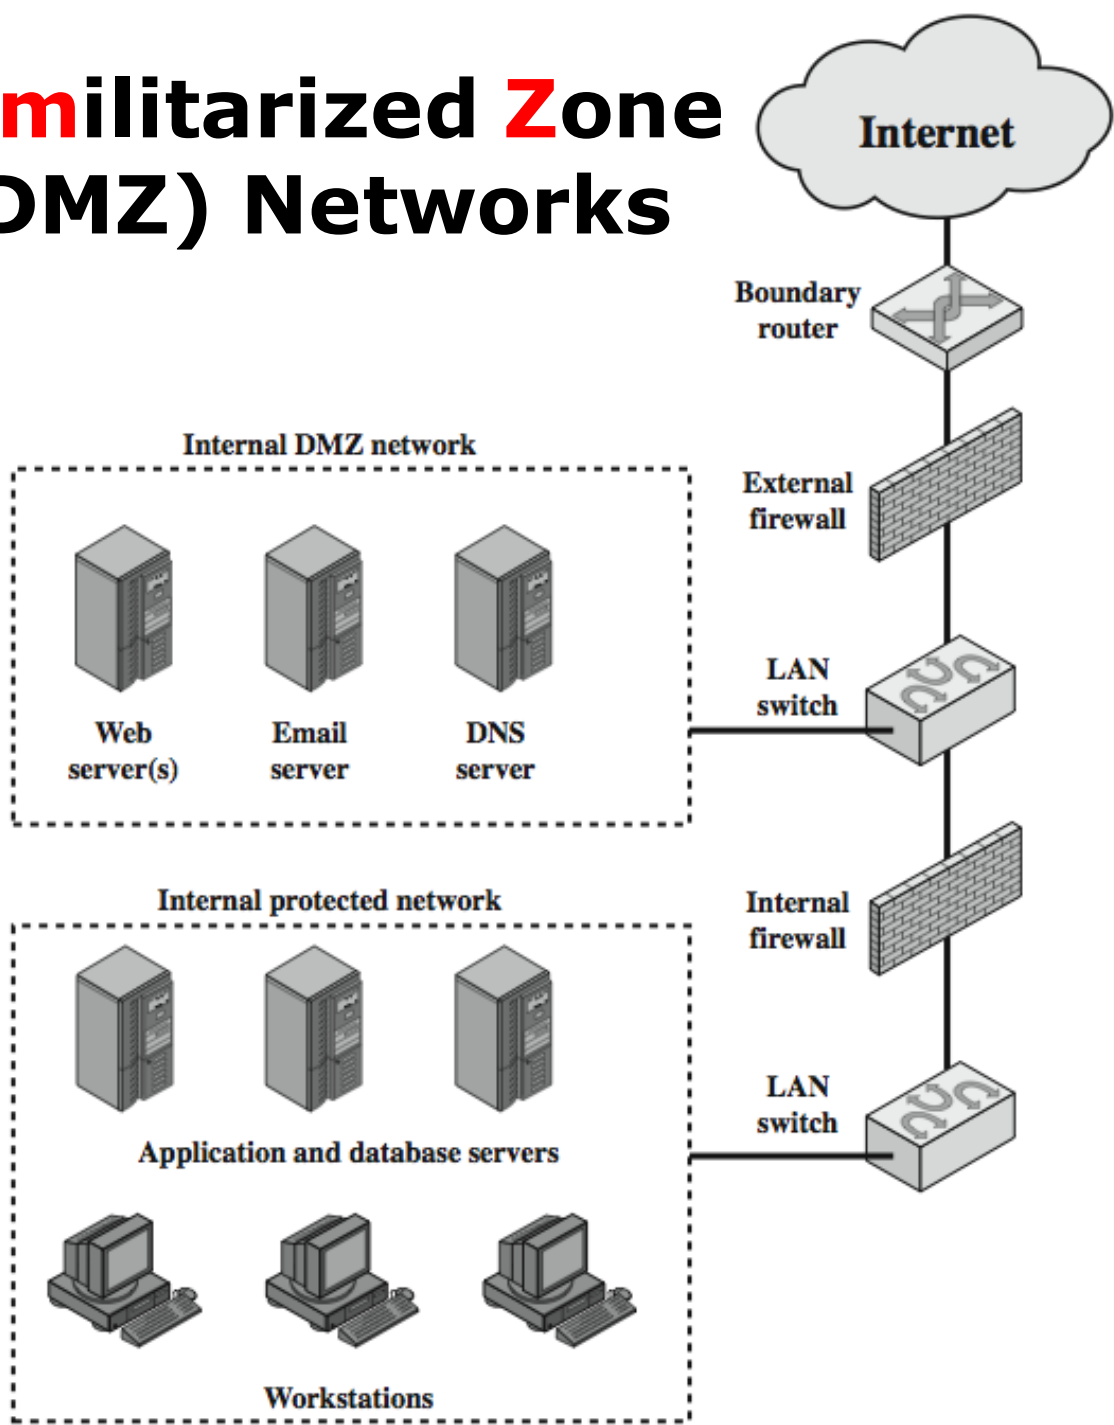 militarized Zone
DMZ) Networks
Internet
Boundary
router
Internal DMZ network
External
firewall
LAN
switch
Web
server(s)
Email
server
DNS
server
Internal protected network
Internal
firewall
LAN
switch
Application and database servers
Workstations